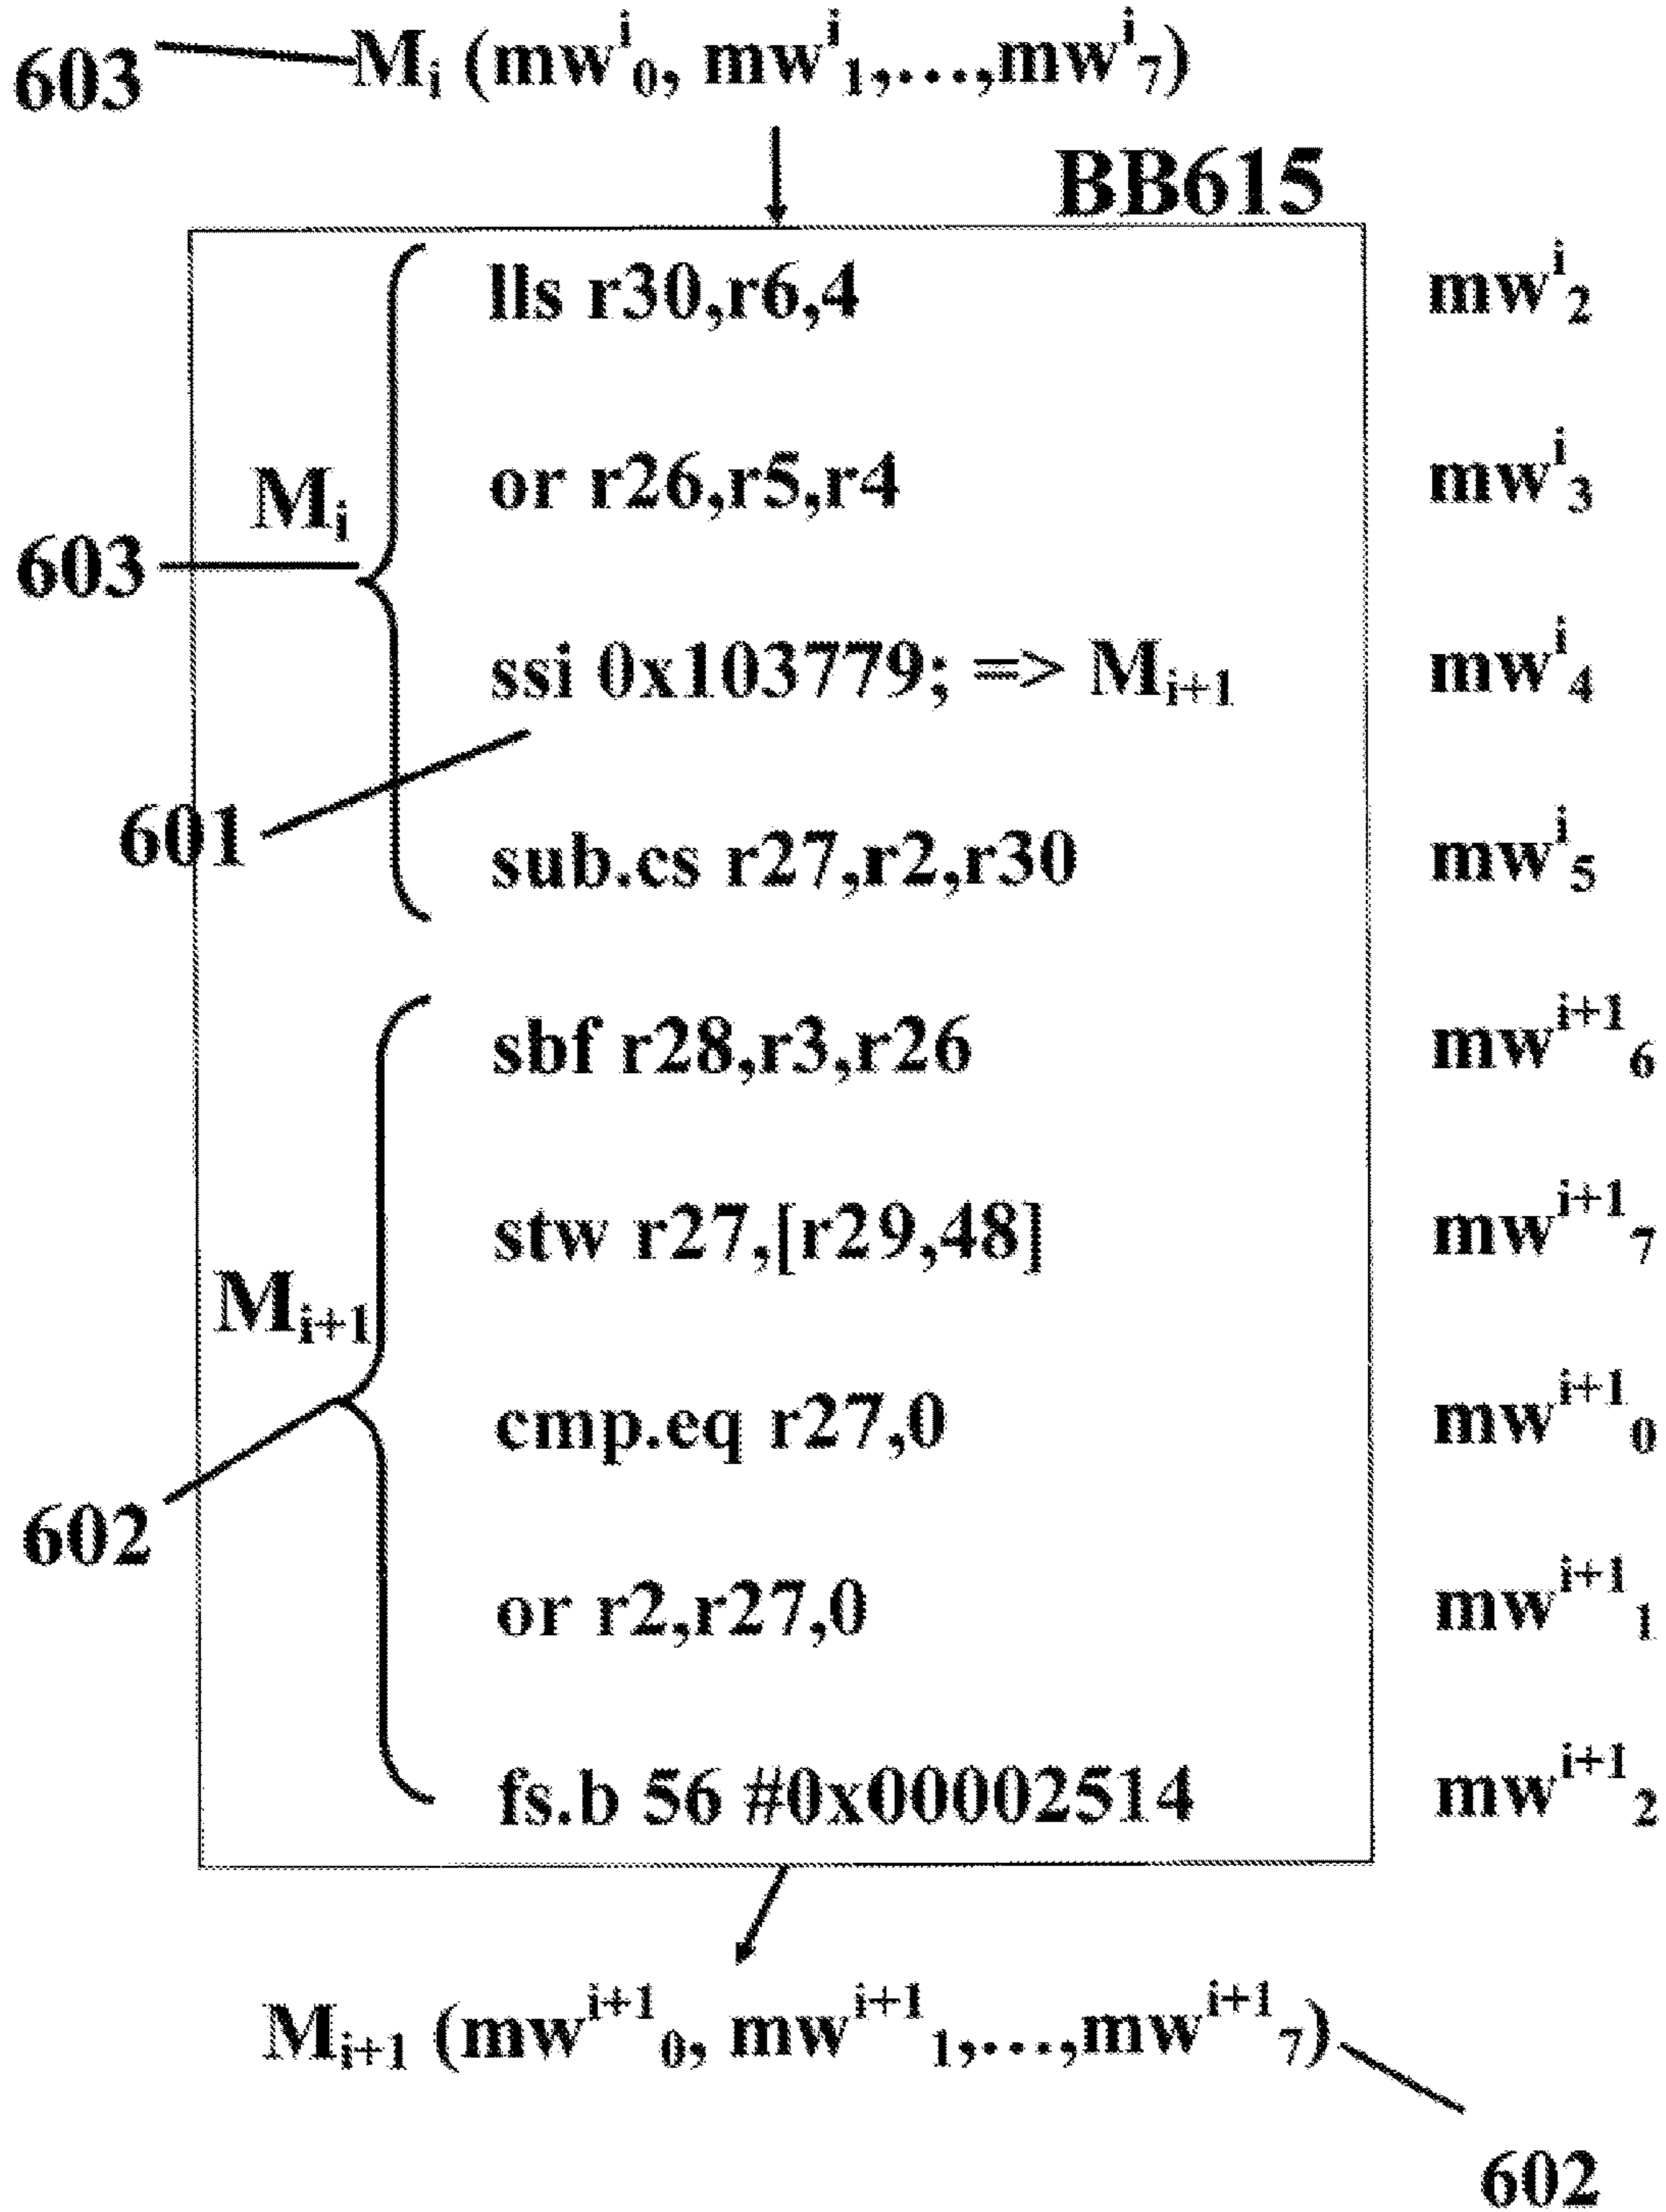 603 Mᵢ (mwⁱ₀, mwⁱ₁,...,mwⁱ₇)
BB615
lls r30,r6,4 mwⁱ₂
or r26,r5,r4 mwⁱ₃
Mᵢ
603
ssi 0x103779; => Mᵢ₊₁ mwⁱ₄
601
sub.cs r27,r2,r30 mwⁱ₅
sbf r28,r3,r26 mwⁱ⁺¹₆
stw r27,[r29,48] mwⁱ⁺¹₇
Mᵢ₊₁
cmp.eq r27,0 mwⁱ⁺¹₀
602
or r2,r27,0 mwⁱ⁺¹₁
fs.b 56 #0x00002514 mwⁱ⁺¹₂
Mᵢ₊₁ (mwⁱ⁺¹₀, mwⁱ⁺¹₁,...,mwⁱ⁺¹₇)
602